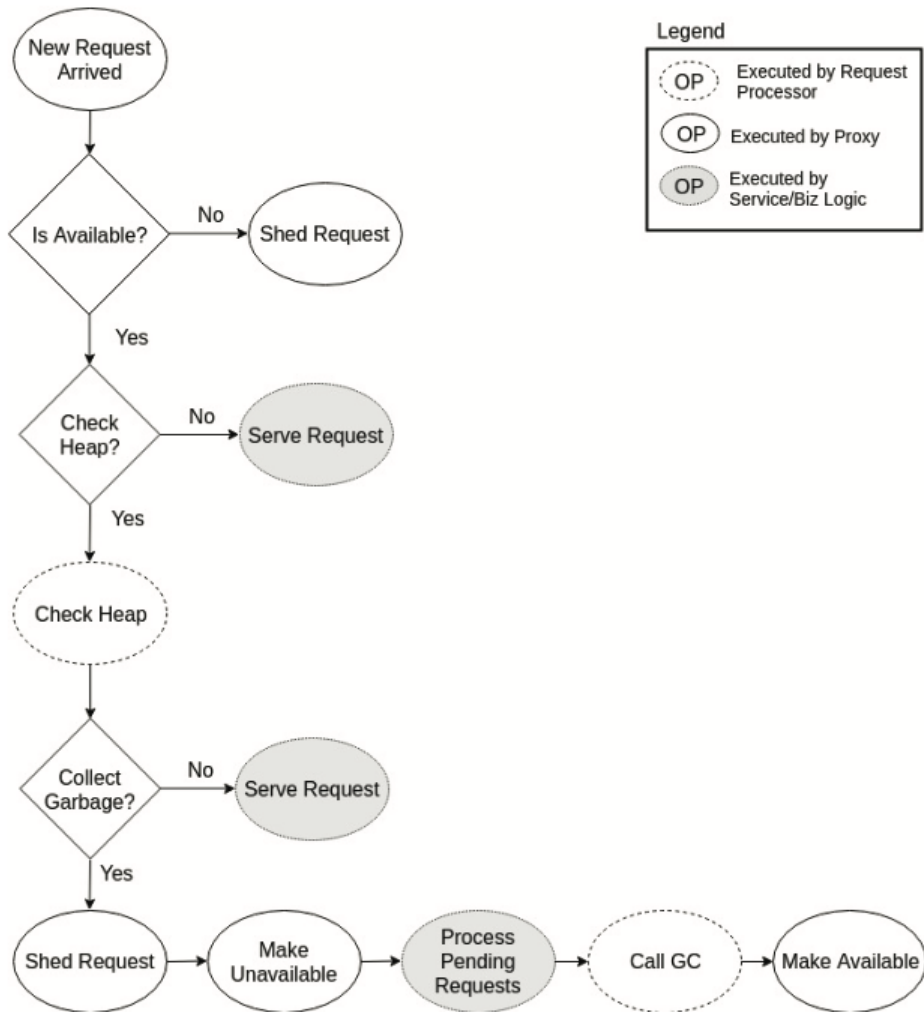 New Request
Arrived
Legend
OP
Executed by Request
Processor
OP
Executed by Proxy
OP
Executed by
Service/Biz Logic
Is Available?
No
Shed Request
Yes
Check
Heap?
No
Serve Request
Yes
Check Heap
Collect
Garbage?
No
Serve Request
Yes
Shed Request
Make
Unavailable
Process
Pending
Requests
Call GC
Make Available